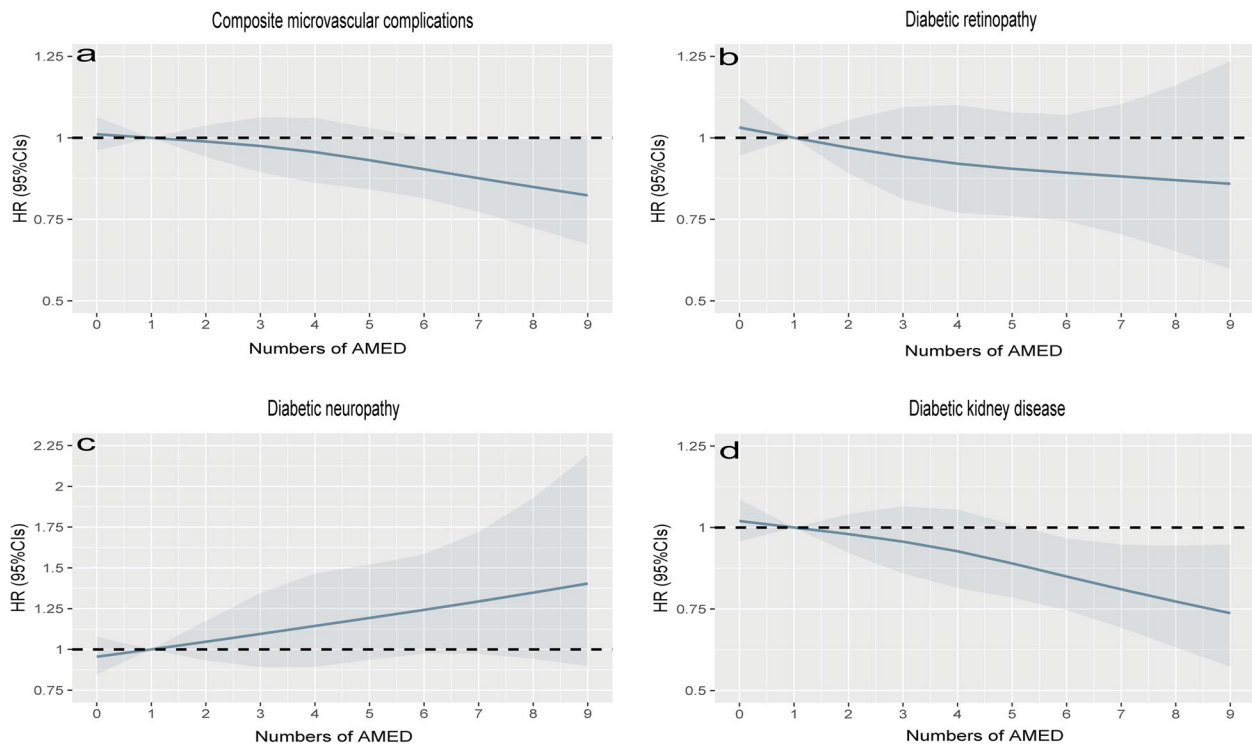 Composite microvascular complications
a
1.25
1
0.75
0.5
HR (95%CIs)
0 1 2 3 4 5 6 7 8 9
Numbers of AMED
Diabetic retinopathy
b
1.25
1
0.75
0.5
HR (95%CIs)
0 1 2 3 4 5 6 7 8 9
Numbers of AMED
Diabetic neuropathy
c
2.25
2
1.75
1.5
1.25
1
0.75
HR (95%CIs)
0 1 2 3 4 5 6 7 8 9
Numbers of AMED
Diabetic kidney disease
d
1.25
1
0.75
0.5
HR (95%CIs)
0 1 2 3 4 5 6 7 8 9
Numbers of AMED